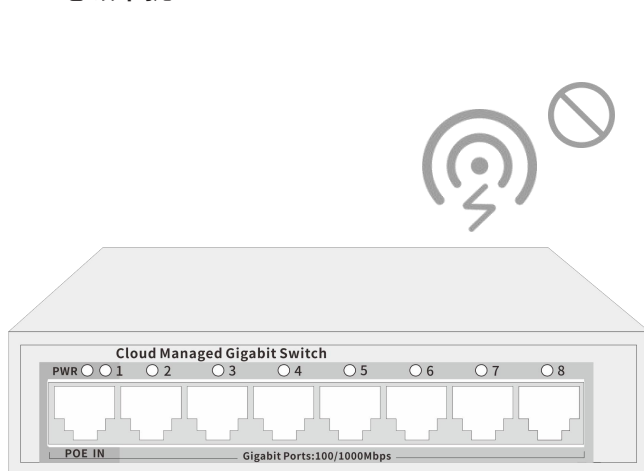 Cloud Managed Gigabit Switch
PWR 1 2 3 4 5 6 7 8
POE IN
Gigabit Ports:100/1000Mbps